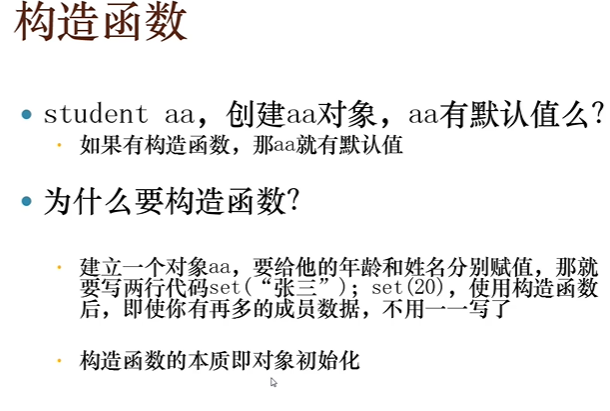 构造函数
student aa，创建aa对象，aa有默认值么？
如果有构造函数，那aa就有默认值
为什么要构造函数？
建立一个对象aa，要给他的年龄和姓名分别赋值，那就
要写两行代码set(“张三”); set(20)，使用构造函数
后，即使你有再多的成员数据，不用一一写了
构造函数的本质即对象初始化